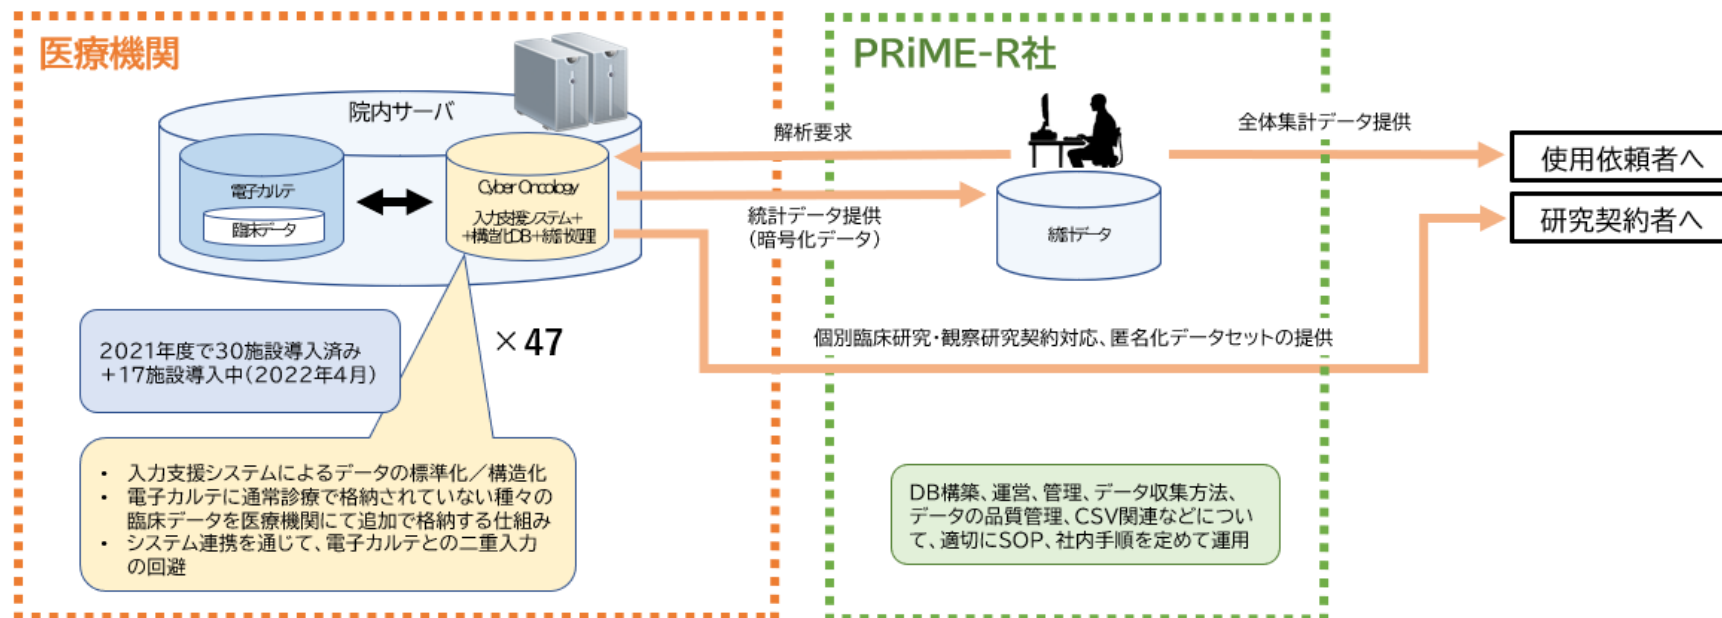 医療機関
院内サーバ
電子カルテ
臨床データ
Cyber Oncology
入力支援システム+
+構造化DB+統計処理
2021年度で30施設導入済み
+17施設導入中(2022年4月)
×47
• 入力支援システムによるデータの標準化/構造化
• 電子カルテに通常診療で格納されていない種々の
臨床データを医療機関にて追加で格納する仕組み
• システム連携を通じて、電子カルテとの二重入力
の回避
解析要求
統計データ提供
(暗号化データ)
PRiME-R社
統計データ
全体集計データ提供
使用依頼者へ
研究契約者へ
個別臨床研究・観察研究契約対応、匿名化データセットの提供
DB構築、運営、管理、データ収集方法、
データの品質管理、CSV関連などについ
て、適切にSOP、社内手順を定めて運用